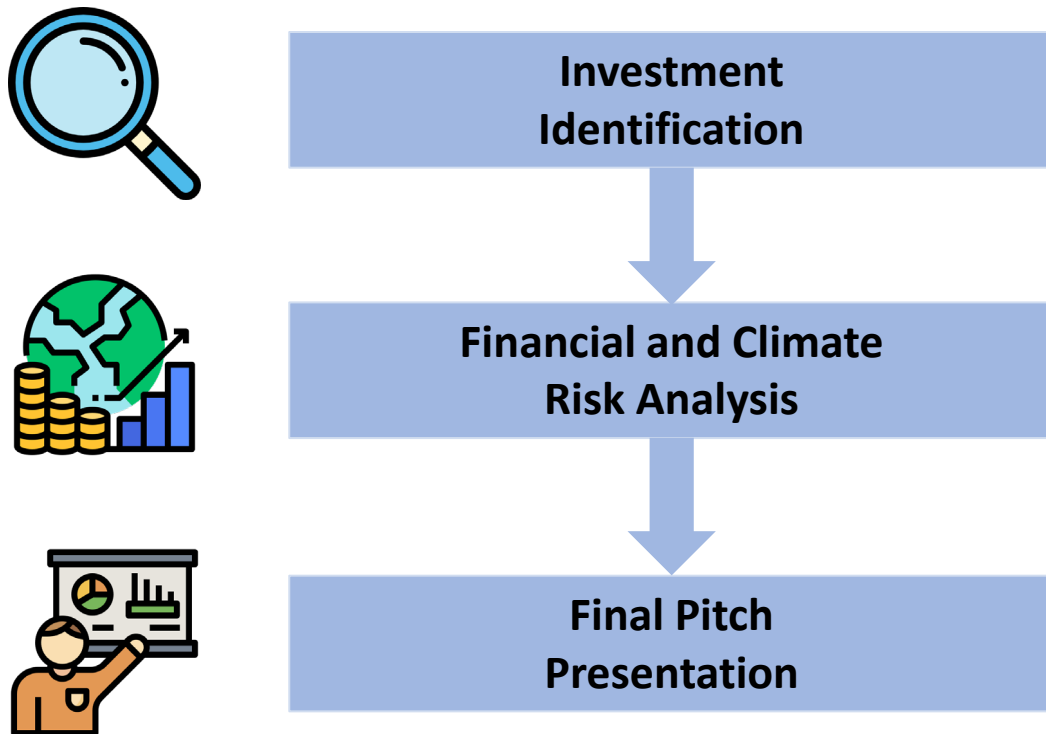 Investment
Identification
Financial and Climate
Risk Analysis
Final Pitch
Presentation